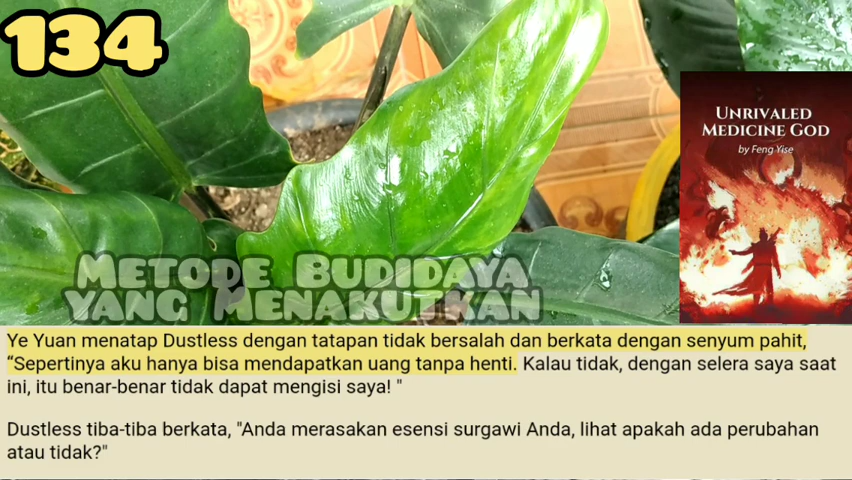 134
UNRIVALED
MEDICINE GOD
by Feng Yise
METODE BUDIDAYA
YANG MENAKUTKAN
Ye Yuan menatap Dustless dengan tatapan tidak bersalah dan berkata dengan senyum pahit,
“Sepertinya aku hanya bisa mendapatkan uang tanpa henti. Kalau tidak, dengan selera saya saat
ini, itu benar-benar tidak dapat mengisi saya! "
Dustless tiba-tiba berkata, "Anda merasakan esensi surgawi Anda, lihat apakah ada perubahan
atau tidak?"